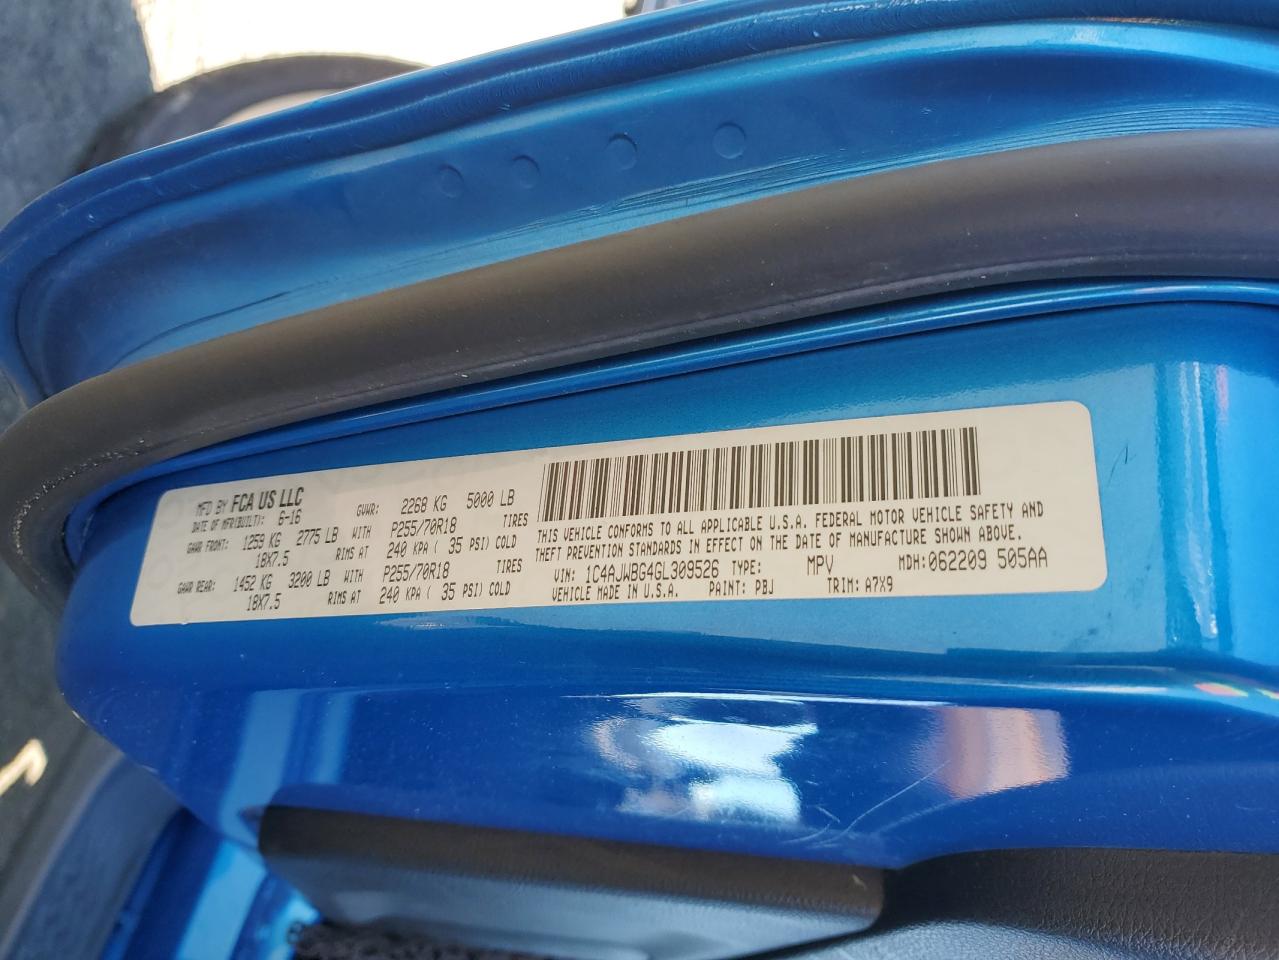 MFD BY FCA US LLC
DATE OF MFR(BUILT): 6-16 GVWR: 2268 KG 5000 LB
GAWR FRONT: 1259 KG 2775 LB WITH P255/70R18 TIRES
18X7.5 RIMS AT 240 KPA ( 35 PSI) COLD
GAWR REAR: 1452 KG 3200 LB WITH P255/70R18 TIRES
18X7.5 RIMS AT 240 KPA ( 35 PSI) COLD
THIS VEHICLE CONFORMS TO ALL APPLICABLE U.S.A. FEDERAL MOTOR VEHICLE SAFETY AND
THEFT PREVENTION STANDARDS IN EFFECT ON THE DATE OF MANUFACTURE SHOWN ABOVE.
VIN: 1C4AJWBG4GL309526 TYPE: MPV MDH: 062209 505AA
VEHICLE MADE IN U.S.A. PAINT: PBJ TRIM: A7X9